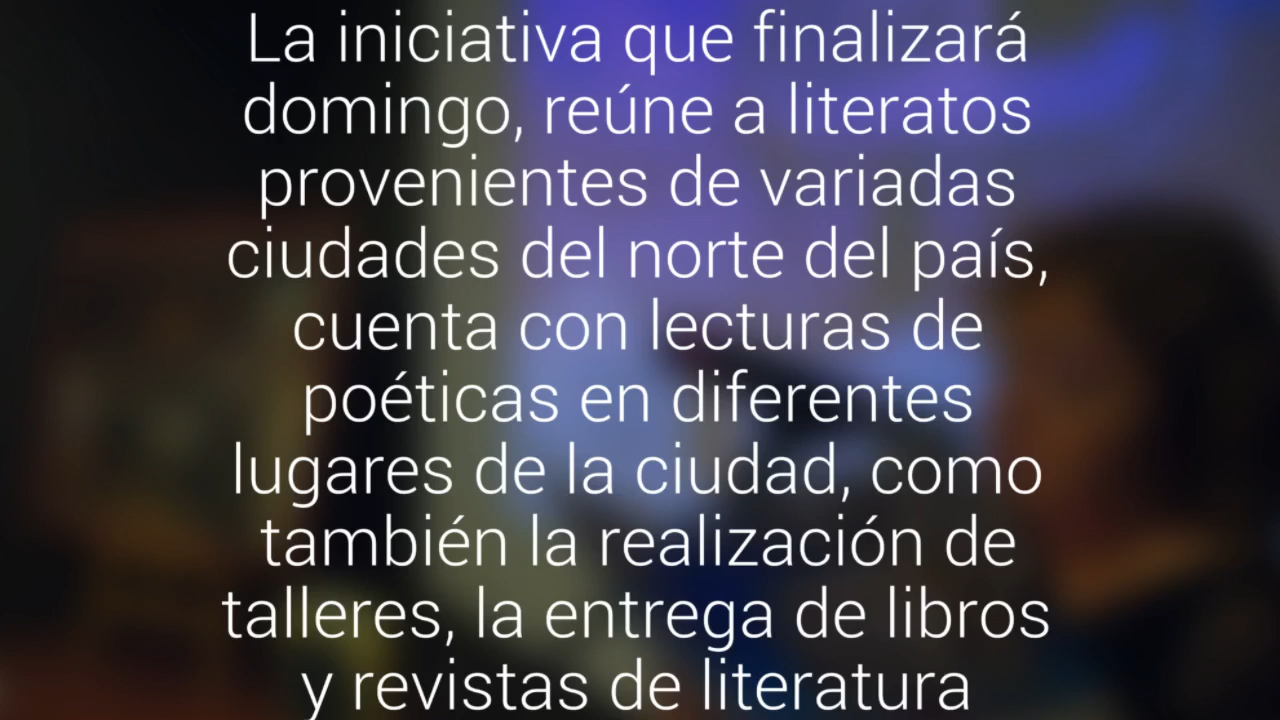 La iniciativa que finalizará
domingo, reúne a literatos
provenientes de variadas
ciudades del norte del país,
cuenta con lecturas de
poéticas en diferentes
lugares de la ciudad, como
también la realización de
talleres, la entrega de libros
y revistas de literatura